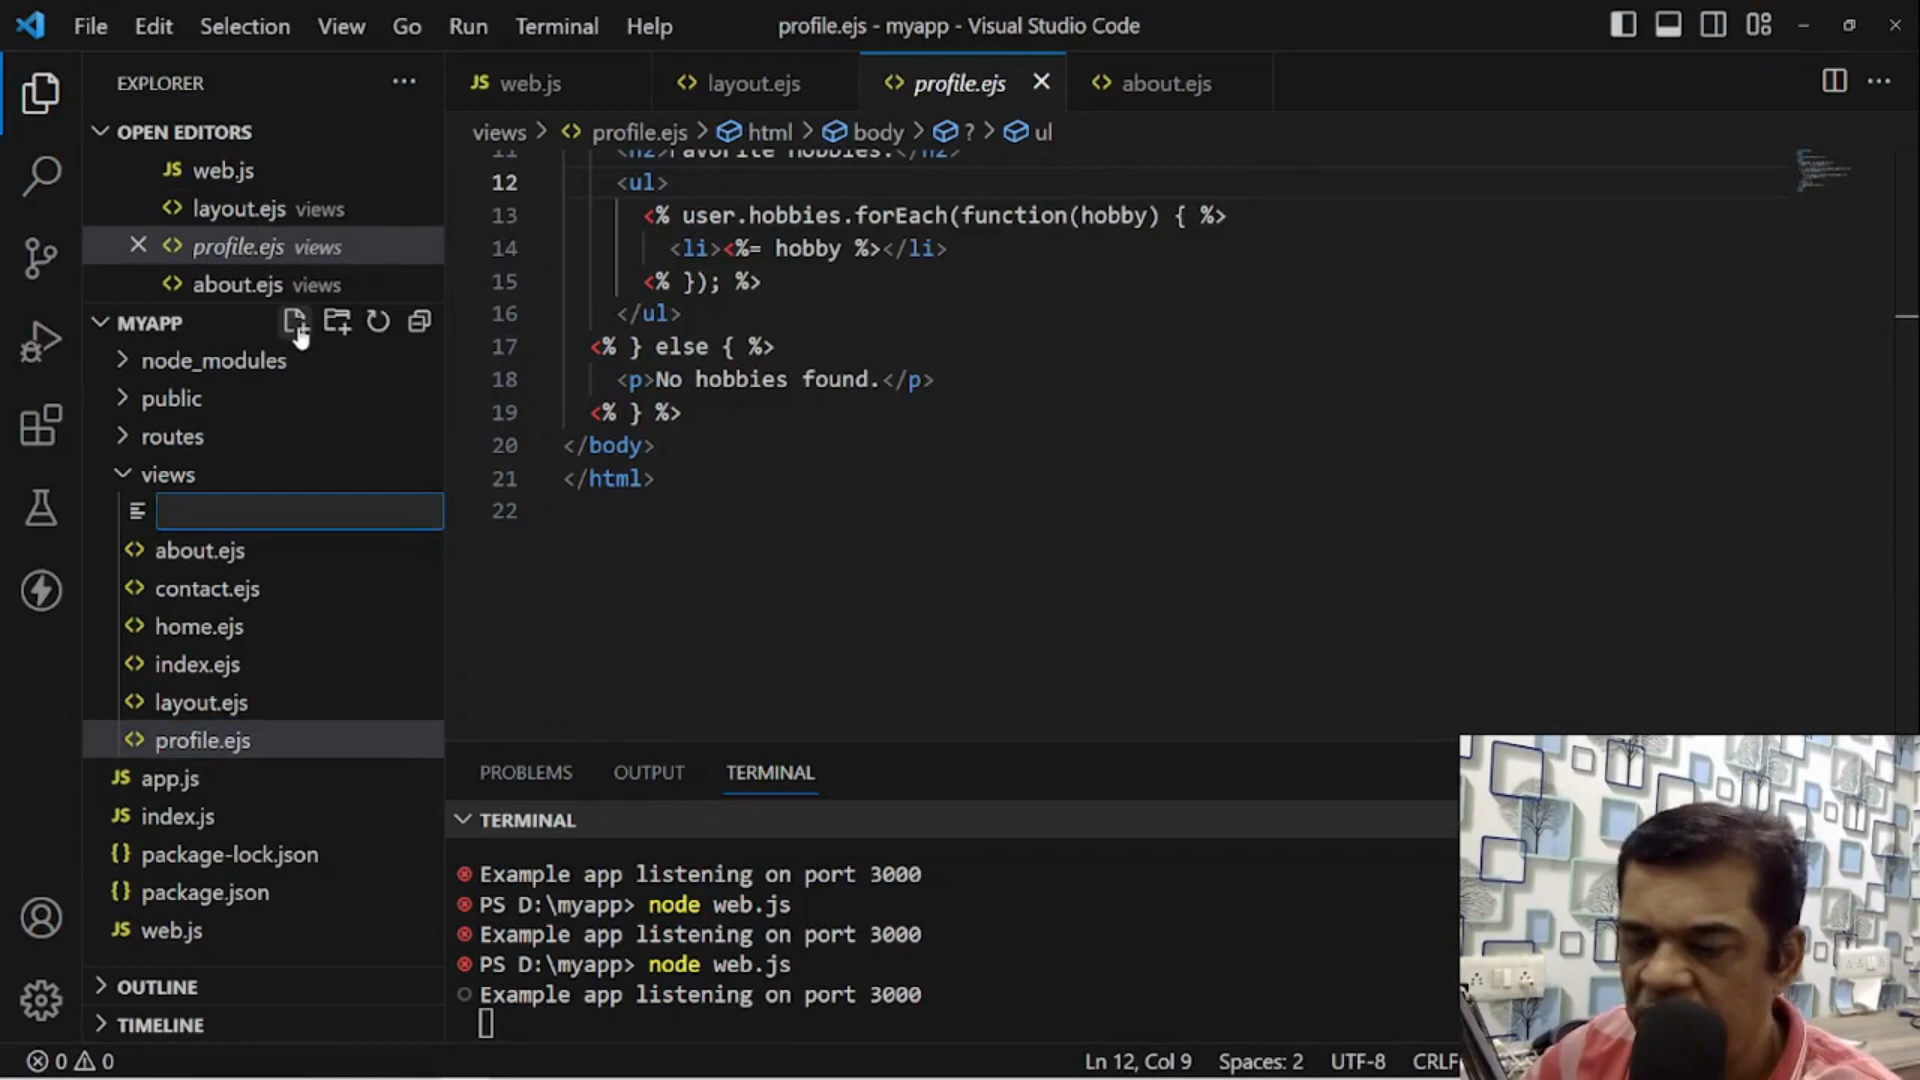 File Edit Selection View Go Run Terminal Help profile.ejs - myapp - Visual Studio Code
EXPLORER
OPEN EDITORS
JS web.js
layout.ejs views
profile.ejs views
about.ejs views
MYAPP
node_modules
public
routes
views
about.ejs
contact.ejs
home.ejs
index.ejs
layout.ejs
profile.ejs
JS app.js
JS index.js
{} package-lock.json
{} package.json
JS web.js
OUTLINE
TIMELINE
JS web.js <> layout.ejs <> profile.ejs <> about.ejs
views > <> profile.ejs > html > body > ? > ul
11 <h2>Favorite hobbies:</h2>
12 <ul>
13 <% user.hobbies.forEach(function(hobby) { %>
14 <li><%= hobby %></li>
15 <% }); %>
16 </ul>
17 <% } else { %>
18 <p>No hobbies found.</p>
19 <% } %>
20 </body>
21 </html>
22
PROBLEMS OUTPUT TERMINAL
TERMINAL
Example app listening on port 3000
PS D:\myapp> node web.js
Example app listening on port 3000
PS D:\myapp> node web.js
Example app listening on port 3000
0 0 Ln 12, Col 9 Spaces: 2 UTF-8 CRLF